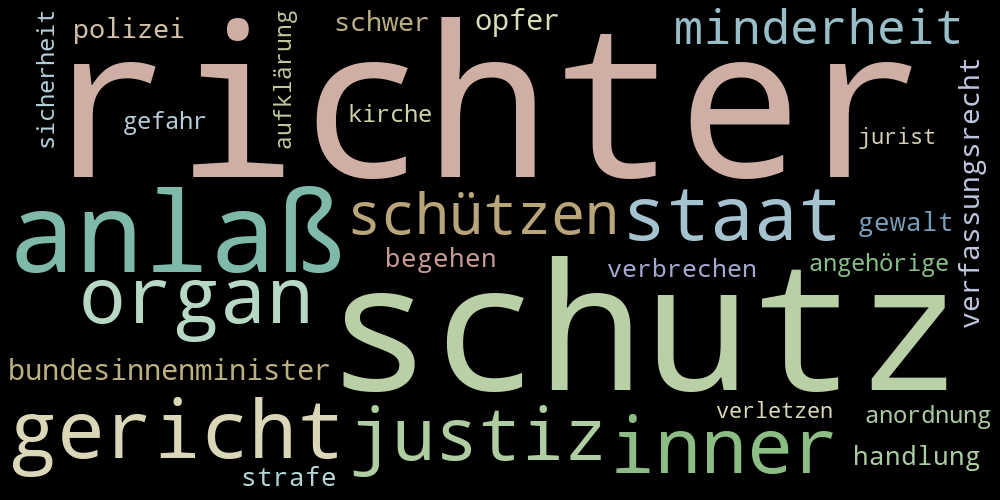 sicherheit
polizei
aufklärung
schwer
opfer
minderheit
richter
gefahr
kirche
jurist
verfassungsrecht
anlaß
schützen
staat
gewalt
begehen
verbrechen
angehörige
organ
schutz
bundesinnenminister
gericht
justiz
inner
verletzen
anordnung
handlung
strafe